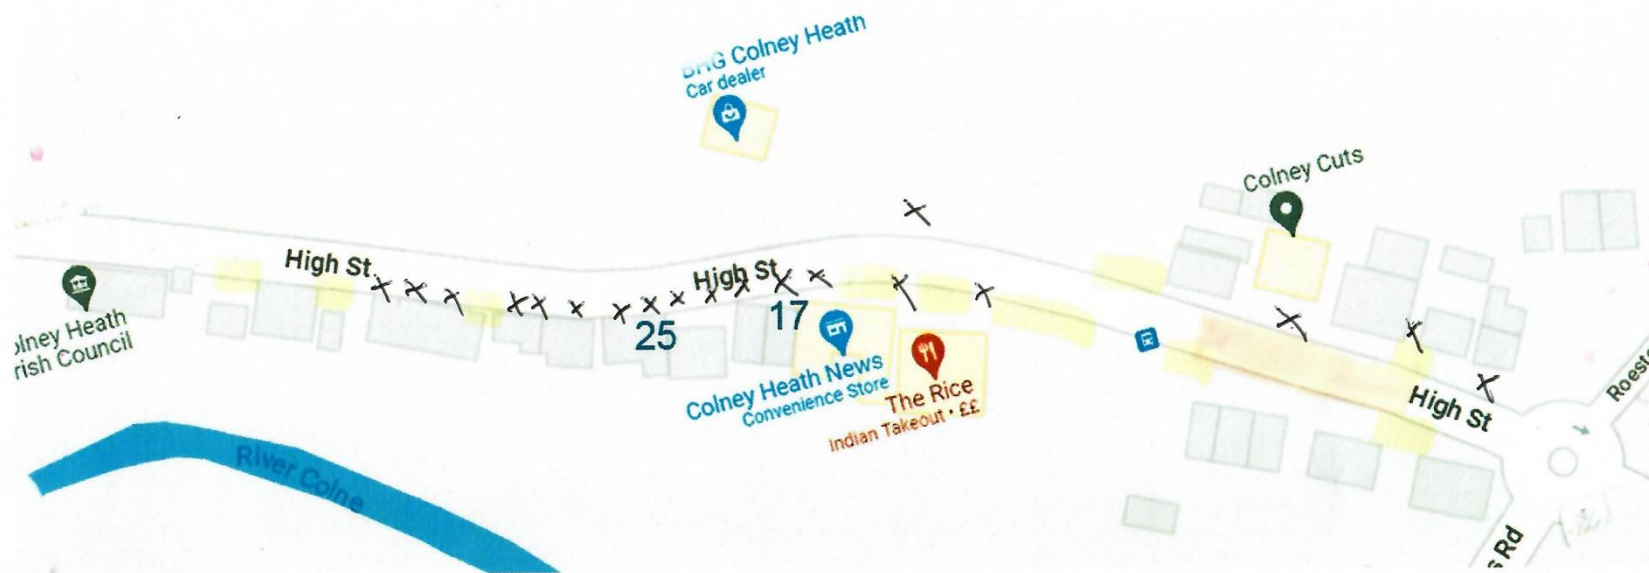 BHG Colney Heath
Car dealer
Colney Cuts
High St
High St
25
17
olney Heath
rish Council
Colney Heath News
Convenience Store
The Rice
Indian Takeout • ££
High St
River Colne
Roest
s Rd